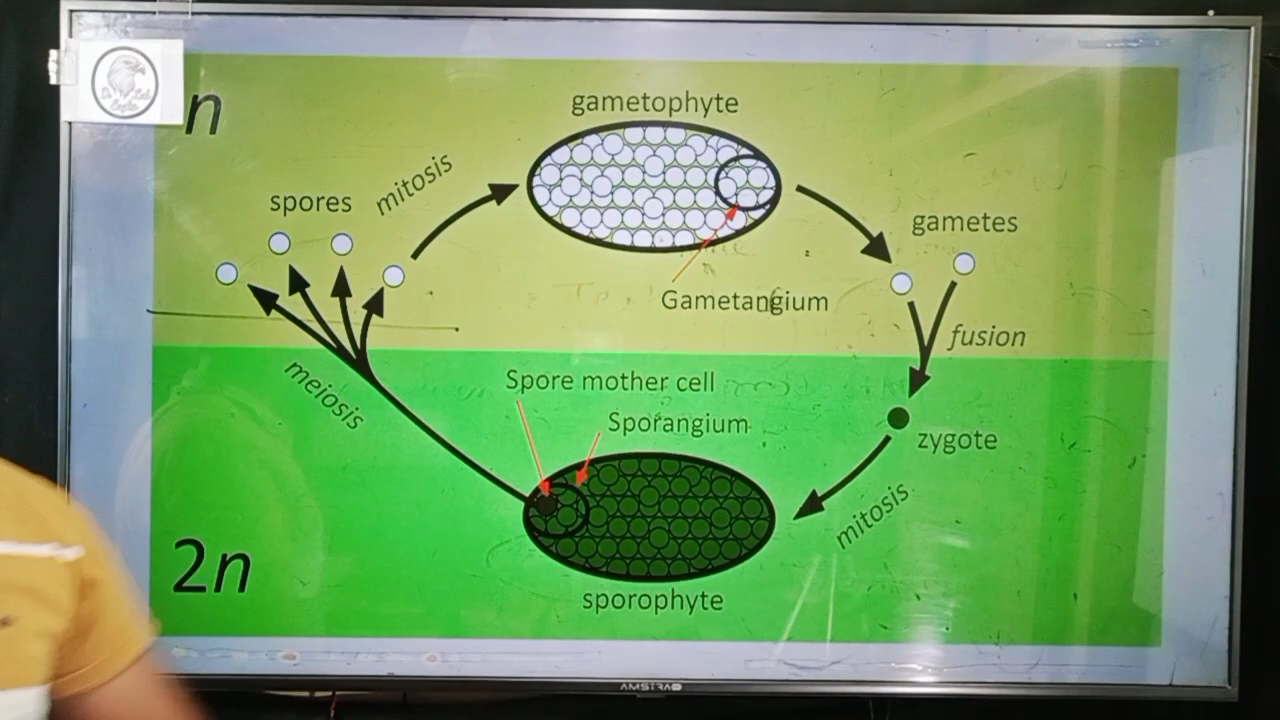 n
gametophyte
mitosis
spores
gametes
Gametangium
fusion
meiosis
Spore mother cell
Sporangium
zygote
mitosis
2n
sporophyte
AMSTRAD